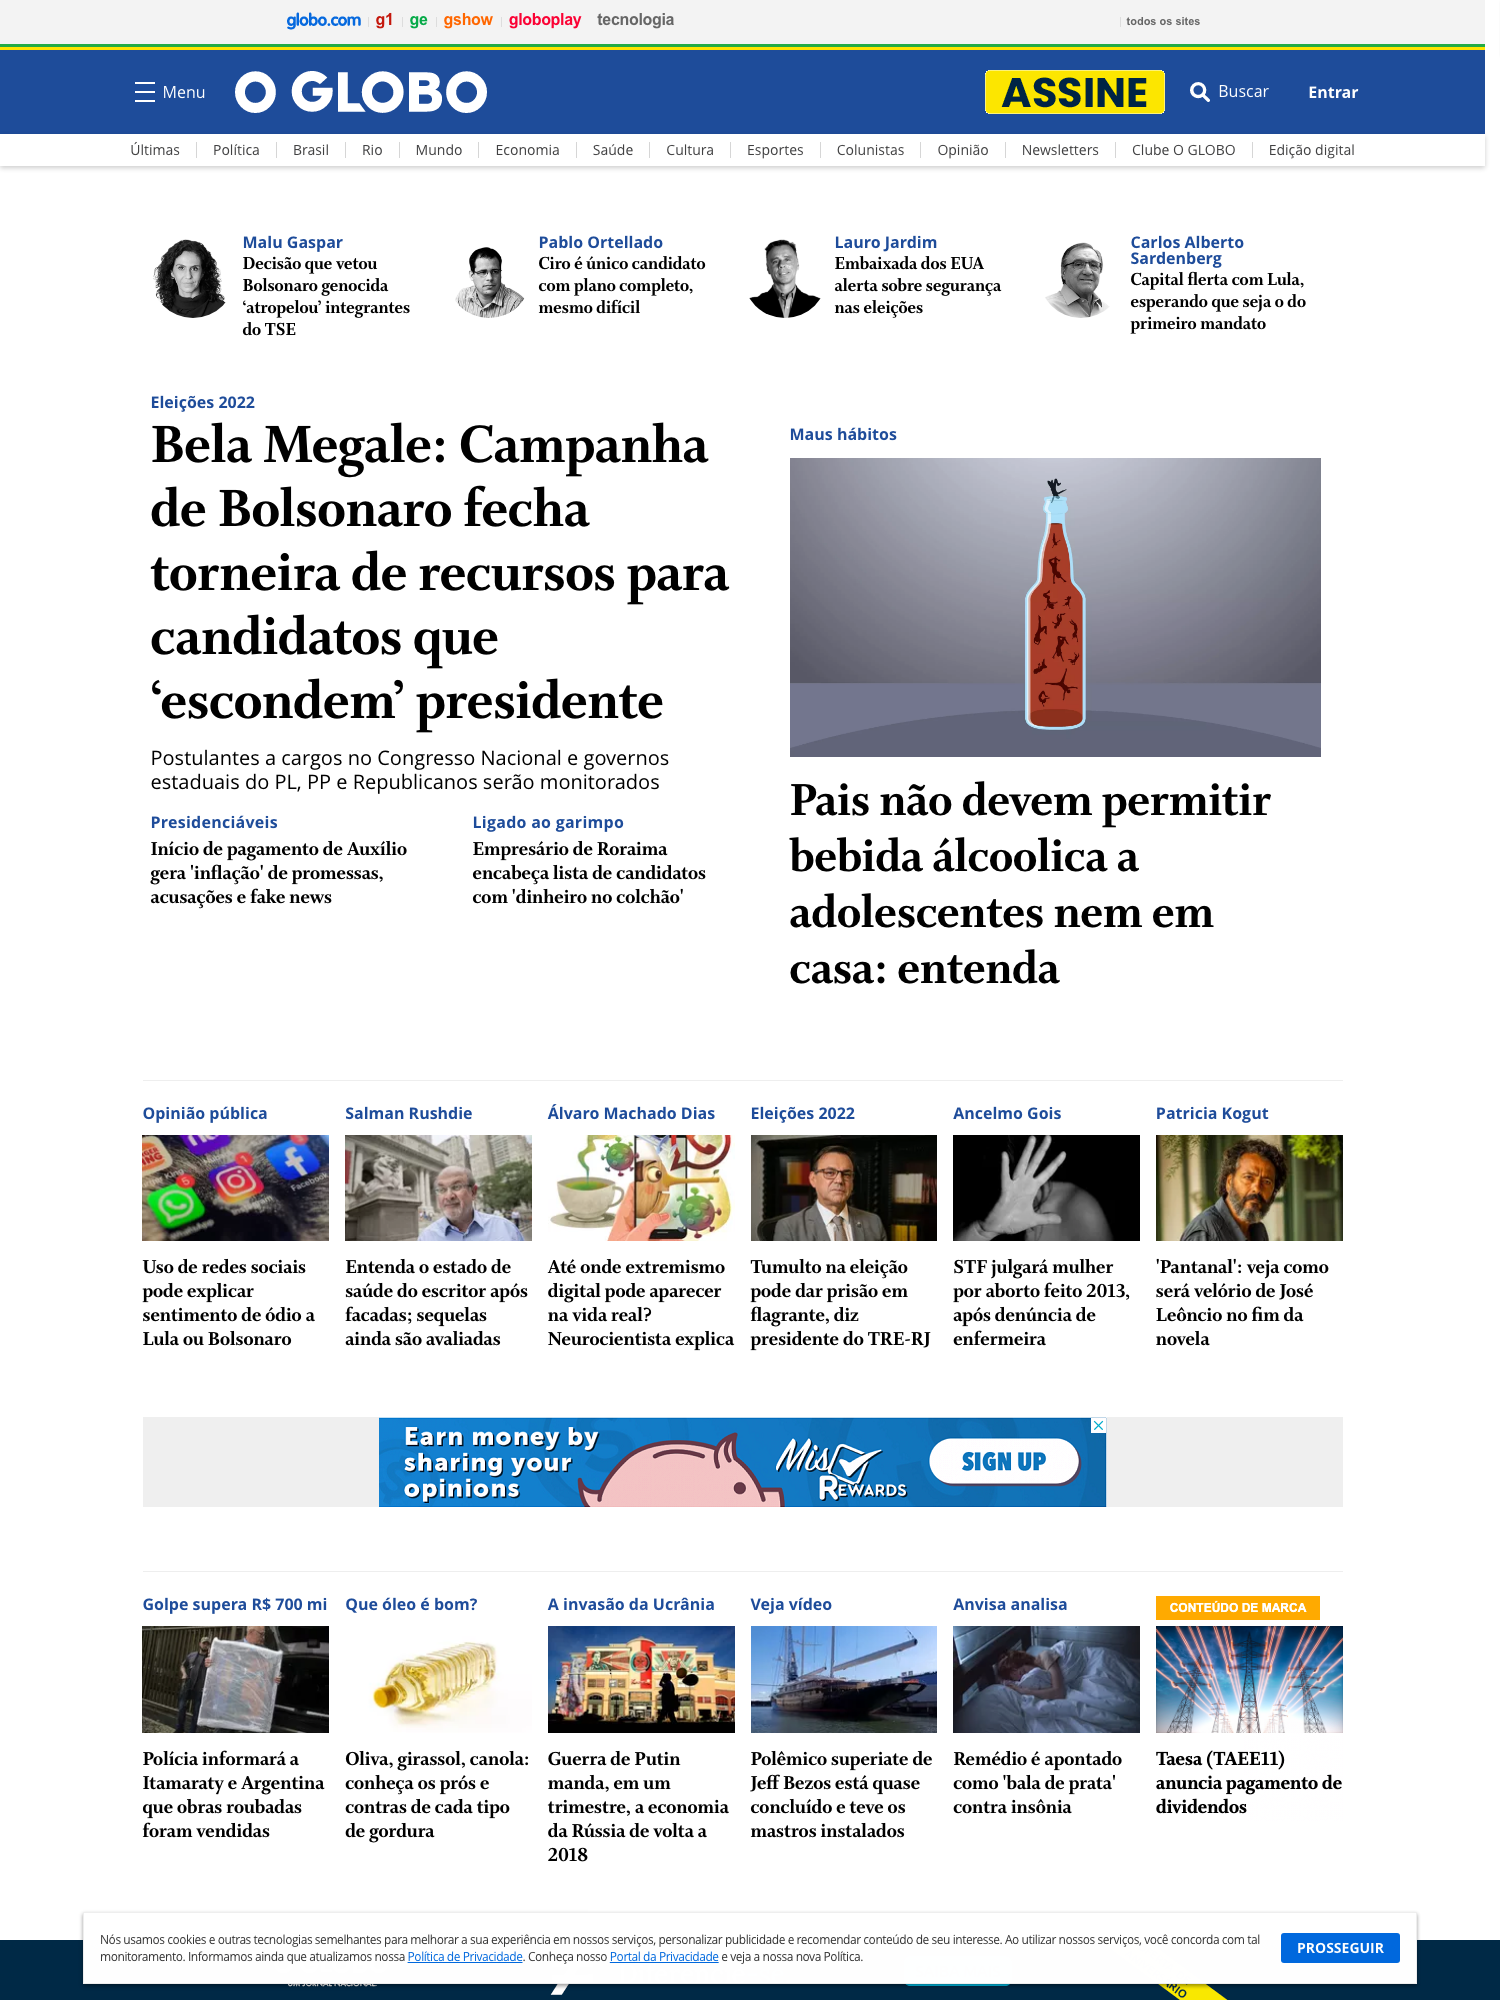 globo.com g1 ge gshow globoplay tecnologia todos os sites
Menu O GLOBO ASSINE Buscar Entrar
Últimas Política Brasil Rio Mundo Economia Saúde Cultura Esportes Colunistas Opinião Newsletters Clube O GLOBO Edição digital
Malu Gaspar
Decisão que vetou
Bolsonaro genocida
‘atropelou’ integrantes
do TSE
Pablo Ortellado
Ciro é único candidato
com plano completo,
mesmo difícil
Lauro Jardim
Embaixada dos EUA
alerta sobre segurança
nas eleições
Carlos Alberto
Sardenberg
Capital flerta com Lula,
esperando que seja o do
primeiro mandato
Eleições 2022
Bela Megale: Campanha
de Bolsonaro fecha
torneira de recursos para
candidatos que
‘escondem’ presidente
Postulantes a cargos no Congresso Nacional e governos
estaduais do PL, PP e Republicanos serão monitorados
Presidenciáveis
Início de pagamento de Auxílio
gera 'inflação' de promessas,
acusações e fake news
Ligado ao garimpo
Empresário de Roraima
encabeça lista de candidatos
com 'dinheiro no colchão'
Maus hábitos
Pais não devem permitir
bebida álcoolica a
adolescentes nem em
casa: entenda
Opinião pública
Uso de redes sociais
pode explicar
sentimento de ódio a
Lula ou Bolsonaro
Salman Rushdie
Entenda o estado de
saúde do escritor após
facadas; sequelas
ainda são avaliadas
Álvaro Machado Dias
Até onde extremismo
digital pode aparecer
na vida real?
Neurocientista explica
Eleições 2022
Tumulto na eleição
pode dar prisão em
flagrante, diz
presidente do TRE-RJ
Ancelmo Gois
STF julgará mulher
por aborto feito 2013,
após denúncia de
enfermeira
Patricia Kogut
'Pantanal': veja como
será velório de José
Leôncio no fim da
novela
Earn money by
sharing your
opinions
Mis
REWARDS
SIGN UP
Golpe supera R$ 700 mi
Polícia informará a
Itamaraty e Argentina
que obras roubadas
foram vendidas
Que óleo é bom?
Oliva, girassol, canola:
conheça os prós e
contras de cada tipo
de gordura
A invasão da Ucrânia
Guerra de Putin
manda, em um
trimestre, a economia
da Rússia de volta a
2018
Veja vídeo
Polêmico superiate de
Jeff Bezos está quase
concluído e teve os
mastros instalados
Anvisa analisa
Remédio é apontado
como 'bala de prata'
contra insônia
CONTEÚDO DE MARCA
Taesa (TAEE11)
anuncia pagamento de
dividendos
Nós usamos cookies e outras tecnologias semelhantes para melhorar a sua experiência em nossos serviços, personalizar publicidade e recomendar conteúdo de seu interesse. Ao utilizar nossos serviços, você concorda com tal
monitoramento. Informamos ainda que atualizamos nossa Política de Privacidade. Conheça nosso Portal da Privacidade e veja a nossa nova Política.
PROSSEGUIR